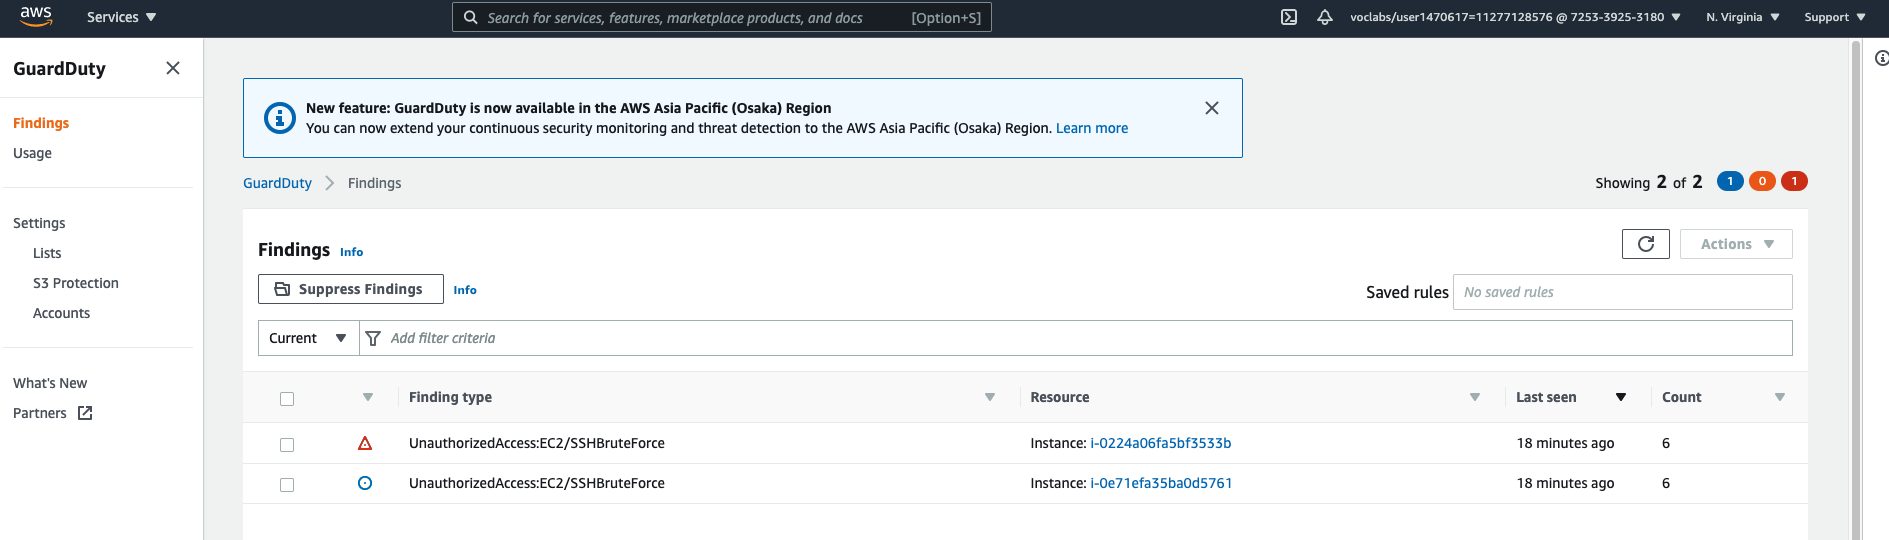 aws Services Search for services, features, marketplace products, and docs [Option+S] voclabs/user1470617=11277128576 @ 7253-3925-3180 N. Virginia Support
GuardDuty
Findings
Usage
Settings
Lists
S3 Protection
Accounts
What's New
Partners
New feature: GuardDuty is now available in the AWS Asia Pacific (Osaka) Region
You can now extend your continuous security monitoring and threat detection to the AWS Asia Pacific (Osaka) Region. Learn more
GuardDuty Findings Showing 2 of 2 1 0 1
Findings Info
Actions
Suppress Findings Info
Saved rules No saved rules
Current Add filter criteria
Finding type Resource Last seen Count
UnauthorizedAccess:EC2/SSHBruteForce Instance: i-0224a06fa5bf3533b 18 minutes ago 6
UnauthorizedAccess:EC2/SSHBruteForce Instance: i-0e71efa35ba0d5761 18 minutes ago 6